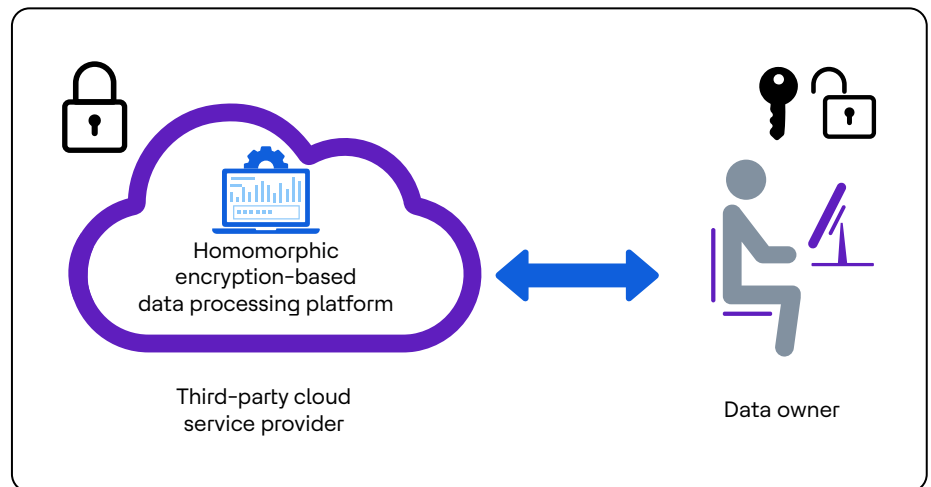 Homomorphic
encryption-based
data processing platform
Third-party cloud
service provider
Data owner